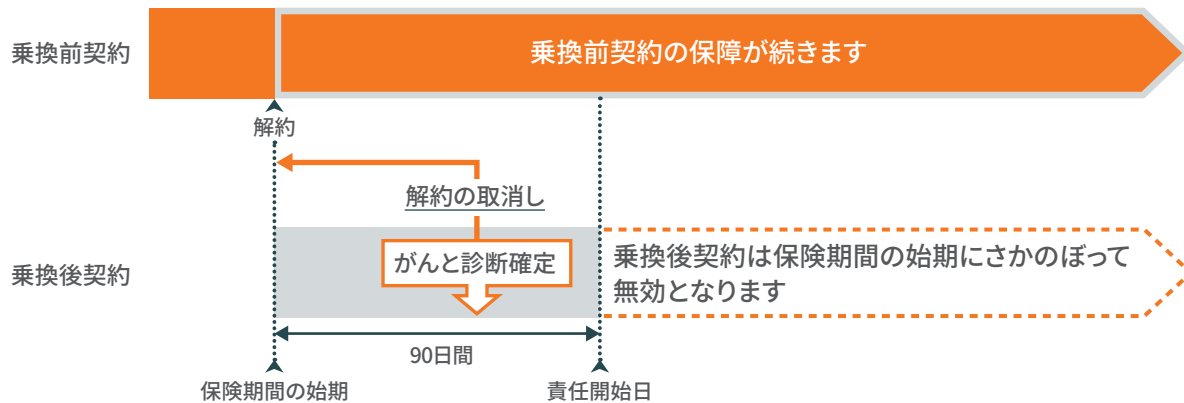 乗換前契約
乗換前契約の保障が続きます
解約
解約の取消し
乗換後契約
がんと診断確定
乗換後契約は保険期間の始期にさかのぼって
無効となります
90日間
保険期間の始期
責任開始日